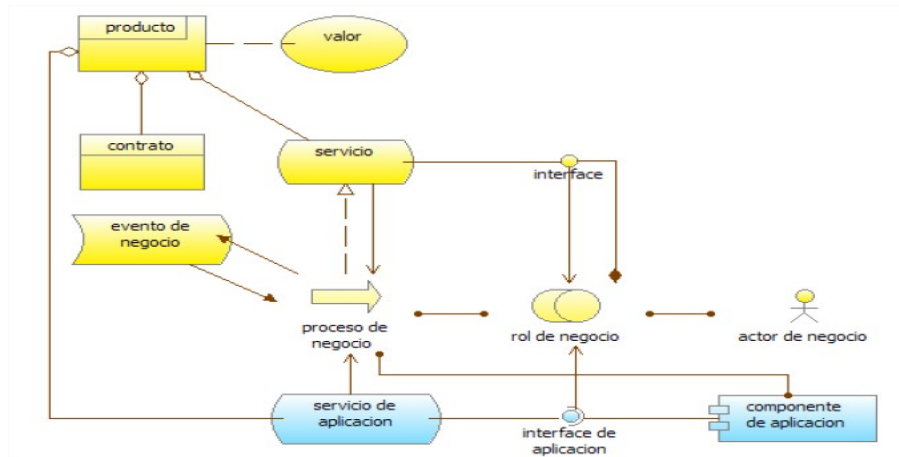 producto
valor
contrato
servicio
interface
evento de
negocio
proceso de
negocio
rol de negocio
actor de negocio
servicio de
aplicacion
interface de
aplicacion
componente
de aplicacion